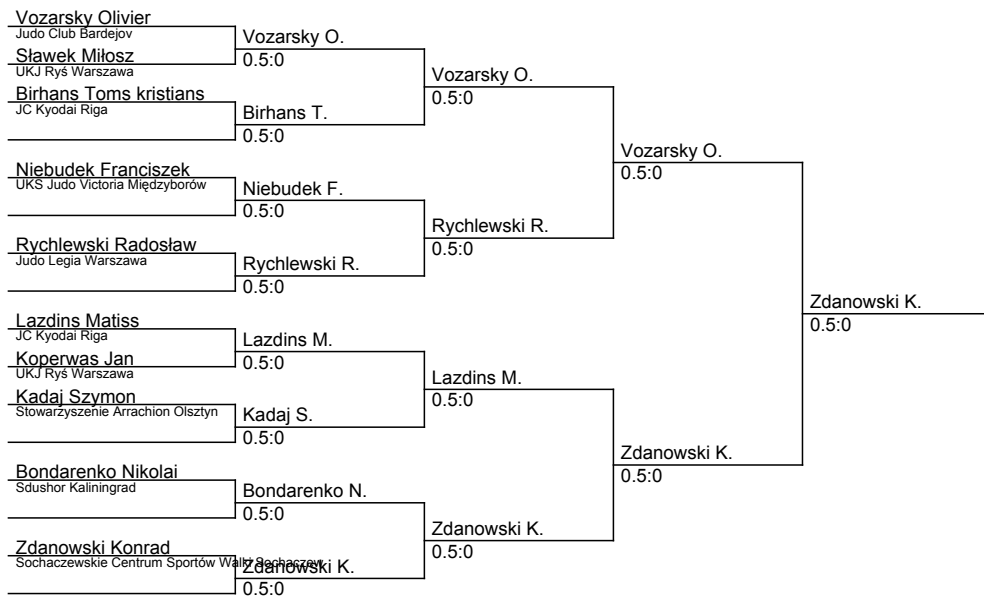 Vozarsky Olivier
Judo Club Bardejov
Vozarsky O.
0.5:0
Sławek Miłosz
UKJ Ryś Warszawa
Vozarsky O.
0.5:0
Birhans Toms kristians
JC Kyodai Riga
Birhans T.
0.5:0
Vozarsky O.
0.5:0
Niebudek Franciszek
UKS Judo Victoria Międzyborów
Niebudek F.
0.5:0
Rychlewski R.
0.5:0
Rychlewski Radosław
Judo Legia Warszawa
Rychlewski R.
0.5:0
Zdanowski K.
0.5:0
Lazdins Matiss
JC Kyodai Riga
Lazdins M.
0.5:0
Koperwas Jan
UKJ Ryś Warszawa
Lazdins M.
0.5:0
Kadaj Szymon
Stowarzyszenie Arrachion Olsztyn
Kadaj S.
0.5:0
Zdanowski K.
0.5:0
Bondarenko Nikolai
Sdushor Kaliningrad
Bondarenko N.
0.5:0
Zdanowski K.
0.5:0
Zdanowski Konrad
Sochaczewskie Centrum Sportów Walki Sochaczew
Zdanowski K.
0.5:0